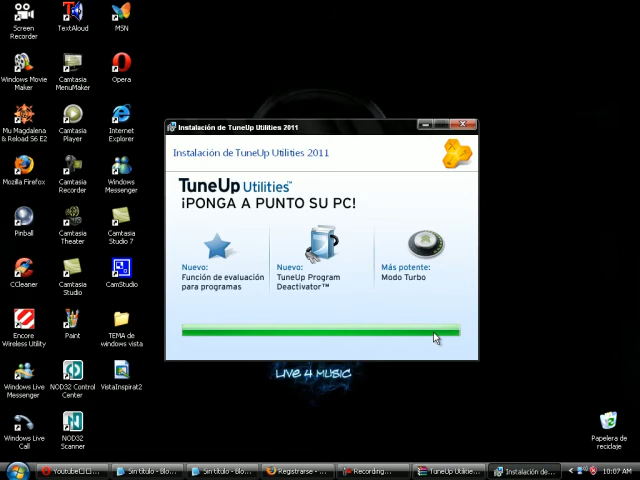 Screen
Recorder
TextAloud
MSN
Windows Movie
Maker
Camtasia
MenuMaker
Opera
Mu Magdalena
& Reload S6 E2
Camtasia
Player
Internet
Explorer
Mozilla Firefox
Camtasia
Recorder
Windows
Messenger
Pinball
Camtasia
Theater
Camtasia
Studio 7
CCleaner
Camtasia
Studio
CamStudio
Encore
Wireless Utility
Paint
TEMA de
windows vista
Windows Live
Messenger
NOD32 Control
Center
VistaInspirat2
Windows Live
Call
NOD32
Scanner
Instalación de TuneUp Utilities 2011
Instalación de TuneUp Utilities 2011
TuneUp Utilities™
¡PONGA A PUNTO SU PC!
Nuevo:
Función de evaluación
para programas
Nuevo:
TuneUp Program
Deactivator™
Más potente:
Modo Turbo
LIVE 4 MUSIC
Papelera de
reciclaje
Youtube
Sin título - Blo...
Sin título - Blo...
Registrarse - ...
Recording...
TuneUp Utilitie...
Instalación de...
10:07 AM